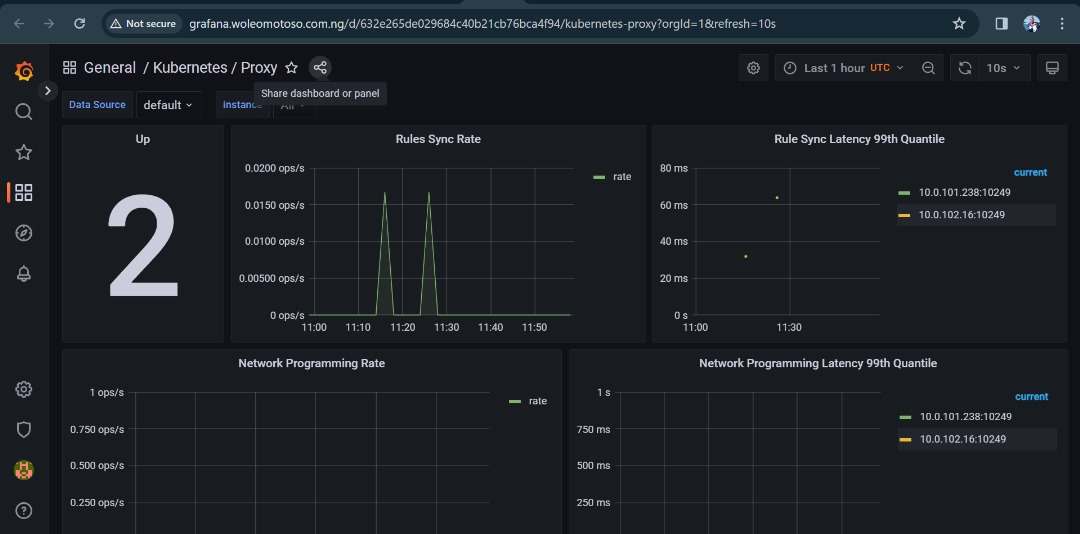 Not secure grafana.woleomotoso.com.ng/d/632e265de029684c40b21cb76bca4f94/kubernetes-proxy?orgId=1&refresh=10s
General / Kubernetes / Proxy
Last 1 hour UTC
10s
Share dashboard or panel
Data Source default instance All
Up
2
Rules Sync Rate
0.0200 ops/s
0.0150 ops/s
0.0100 ops/s
0.00500 ops/s
0 ops/s
11:00 11:10 11:20 11:30 11:40 11:50
rate
Rule Sync Latency 99th Quantile
80 ms
60 ms
40 ms
20 ms
0 s
11:00 11:30
current
10.0.101.238:10249
10.0.102.16:10249
Network Programming Rate
1 ops/s
0.750 ops/s
0.500 ops/s
0.250 ops/s
rate
Network Programming Latency 99th Quantile
1 s
750 ms
500 ms
250 ms
current
10.0.101.238:10249
10.0.102.16:10249